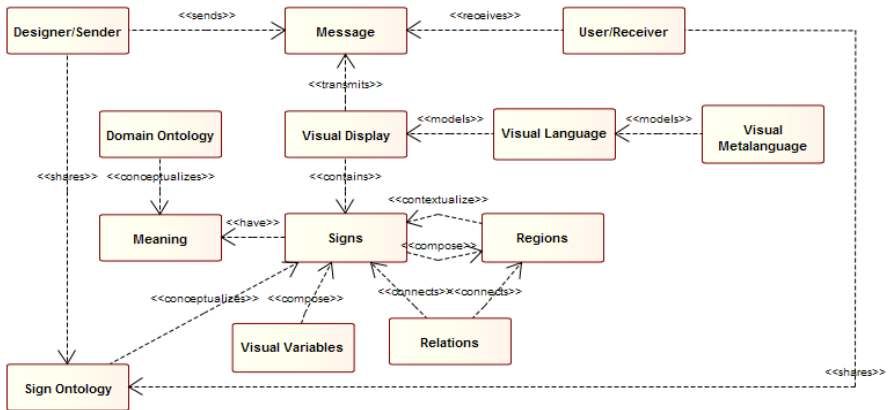 <<sends>>
<<receives>>
Designer/Sender
Message
User/Receiver
<<transmits>>
Domain Ontology
Visual Display
<<models>>
Visual Language
<<models>>
Visual
Metalanguage
<<shares>>
<<conceptualizes>>
<<contains>>
<<contextualize>>
Meaning
<<have>>
Signs
<<compose>>
Regions
<<conceptualizes>>
<<compose>>
<<connects>>
<<connects>>
Visual Variables
Relations
<<shares>>
Sign Ontology